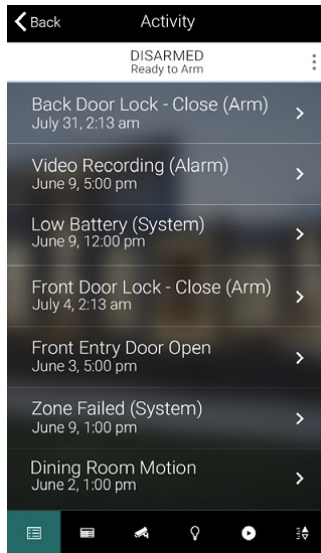 Back
Activity
DISARMED
Ready to Arm
Back Door Lock - Close (Arm)
July 31, 2:13 am
Video Recording (Alarm)
June 9, 5:00 pm
Low Battery (System)
June 9, 12:00 pm
Front Door Lock - Close (Arm)
July 4, 2:13 am
Front Entry Door Open
June 3, 5:00 pm
Zone Failed (System)
June 9, 1:00 pm
Dining Room Motion
June 2, 1:00 pm